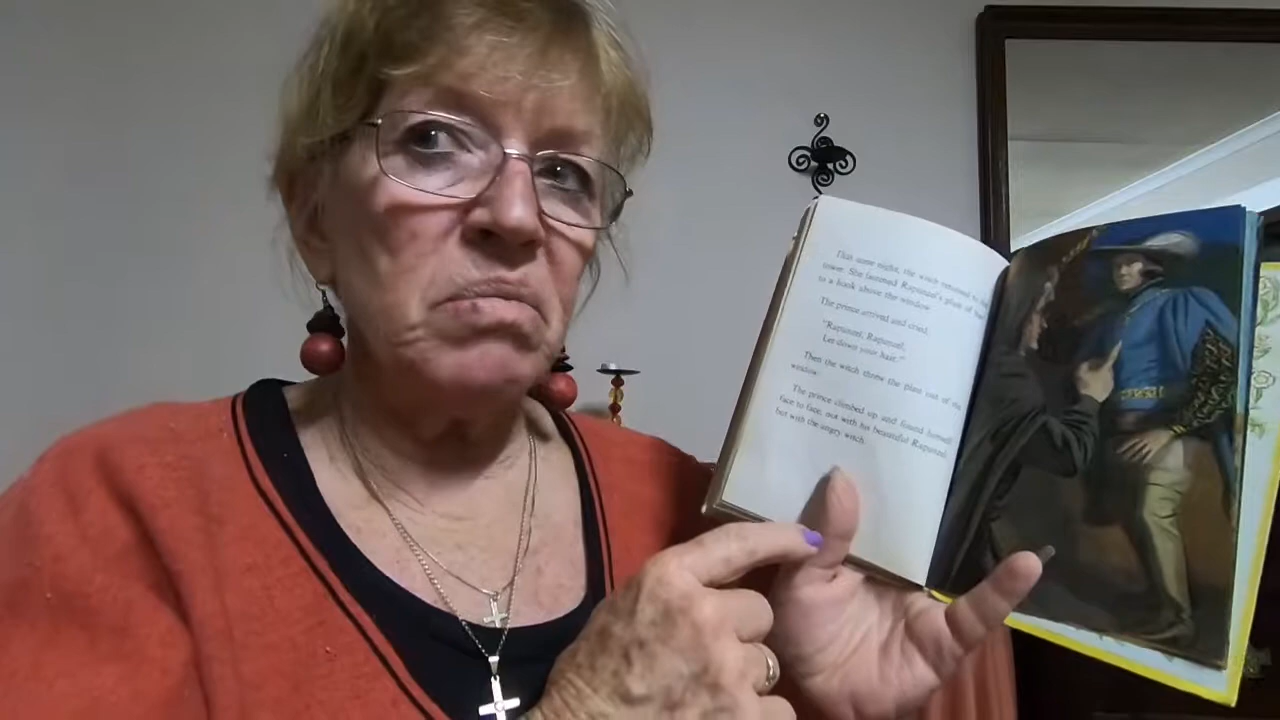 That same night, the witch returned to the
tower. She fastened Rapunzel's plait of hair
to a hook above the window.
The prince arrived and cried,
"Rapunzel, Rapunzel,
Let down your hair."
Then the witch threw the plait out of the
window.
The prince climbed up and found himself
face to face, not with his beautiful Rapunzel,
but with the angry witch.